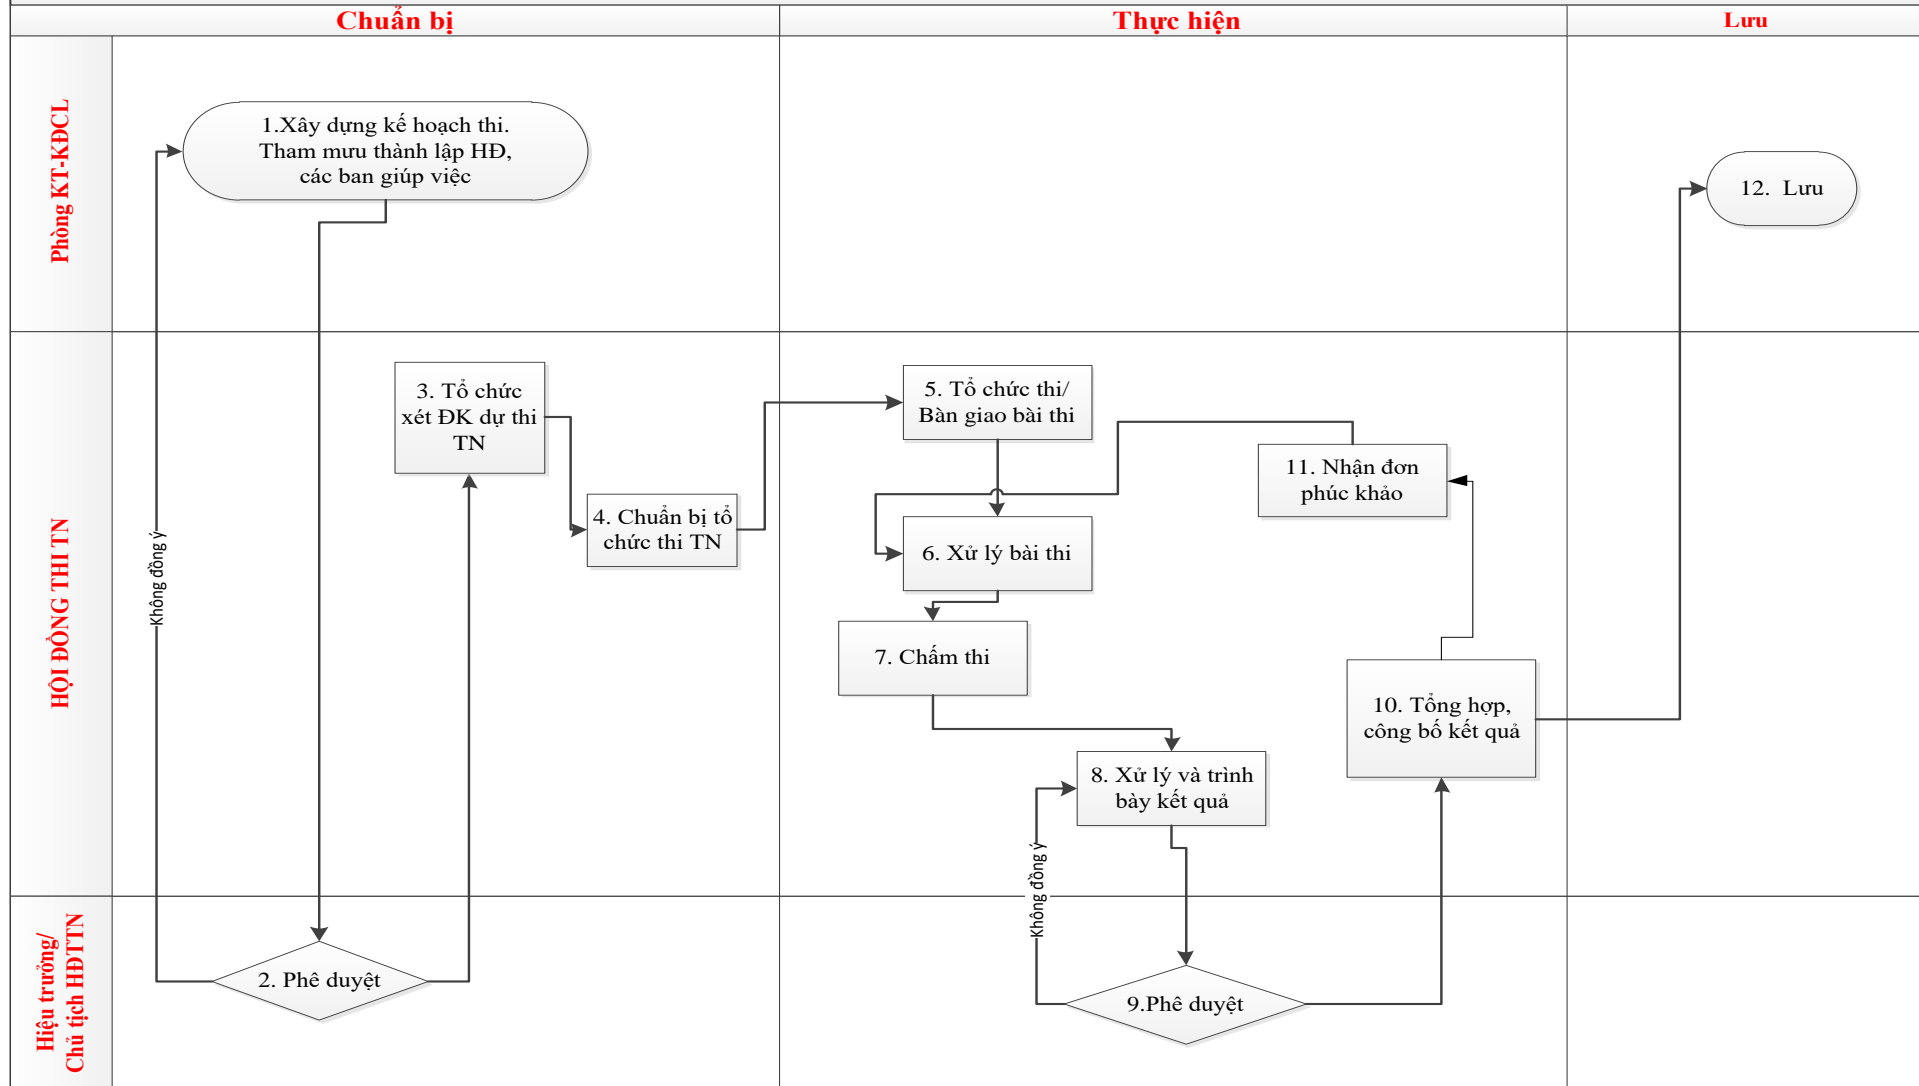 Chuẩn bị
Thực hiện
Lưu
Phòng KT-KĐCL
1.Xây dựng kế hoạch thi.
Tham mưu thành lập HĐ,
các ban giúp việc
12. Lưu
HỘI ĐỒNG THI TN
Không đồng ý
3. Tổ chức
xét ĐK dự thi
TN
4. Chuẩn bị tổ
chức thi TN
5. Tổ chức thi/
Bàn giao bài thi
11. Nhận đơn
phúc khảo
6. Xử lý bài thi
7. Chấm thi
10. Tổng hợp,
công bố kết quả
8. Xử lý và trình
bày kết quả
Không đồng ý
Hiệu trưởng/
Chủ tịch HĐTTN
2. Phê duyệt
9.Phê duyệt